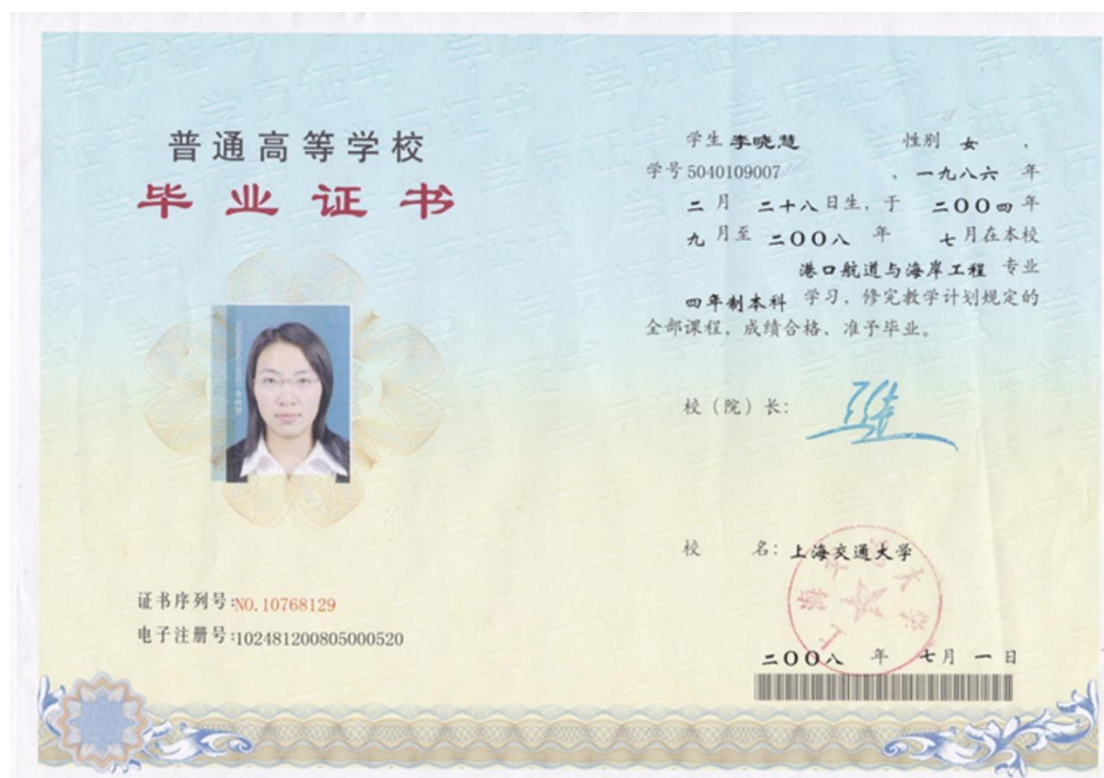 普通高等学校
毕业证书
证书序列号:NO.10768129
电子注册号:102481200805000520
学生 李晓慧 性别 女 ,
学号 5040109007 , 一九八六 年
二 月 二十八 日生, 于 二〇〇四 年
九 月至 二〇〇八 年 七 月在本校
港口航道与海岸工程 专业
四年制本科 学习, 修完教学计划规定的
全部课程, 成绩合格, 准予毕业。
校（院）长:
校 名: 上海交通大学
二〇〇八 年 七 月 一 日